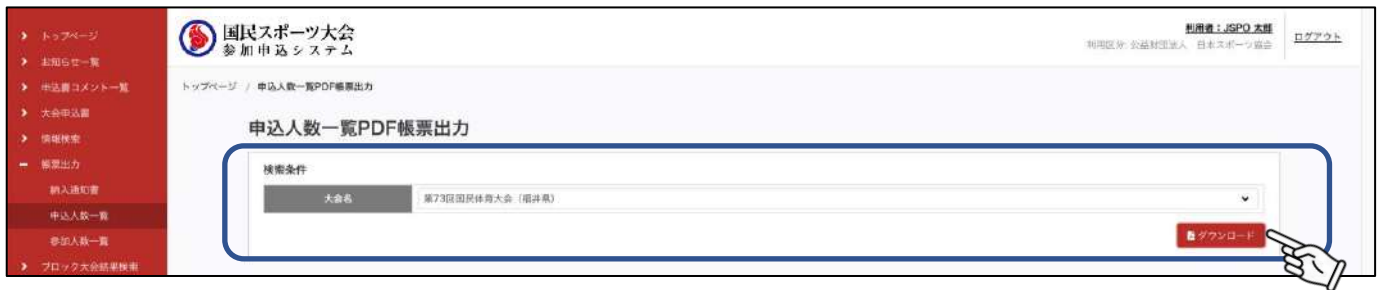 トップページ
お知らせ一覧
申込書コメント一覧
大会申込書
情報検索
帳票出力
納入通知書
申込人数一覧
参加人数一覧
ブロック大会結果検索
国民スポーツ大会
参加申込システム
利用者：JSPO 太郎
利用区分:公益財団法人 日本スポーツ協会
ログアウト
トップページ / 申込人数一覧PDF帳票出力
申込人数一覧PDF帳票出力
検索条件
大会名
第73回国民体育大会（福井県）
ダウンロード